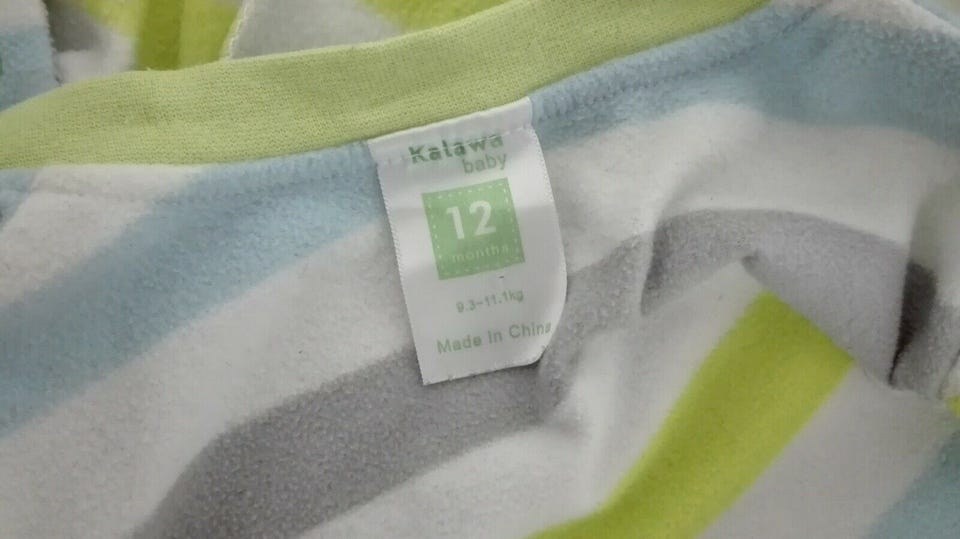 Kalawa
baby
12
months
9.3-11.1kg
Made In China